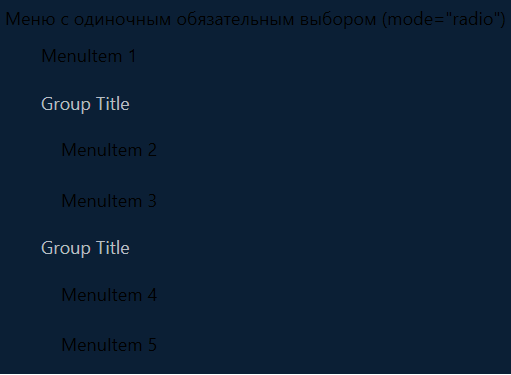 Меню с одиночным обязательным выбором (mode="radio")
MenuItem 1
Group Title
MenuItem 2
MenuItem 3
Group Title
MenuItem 4
MenuItem 5